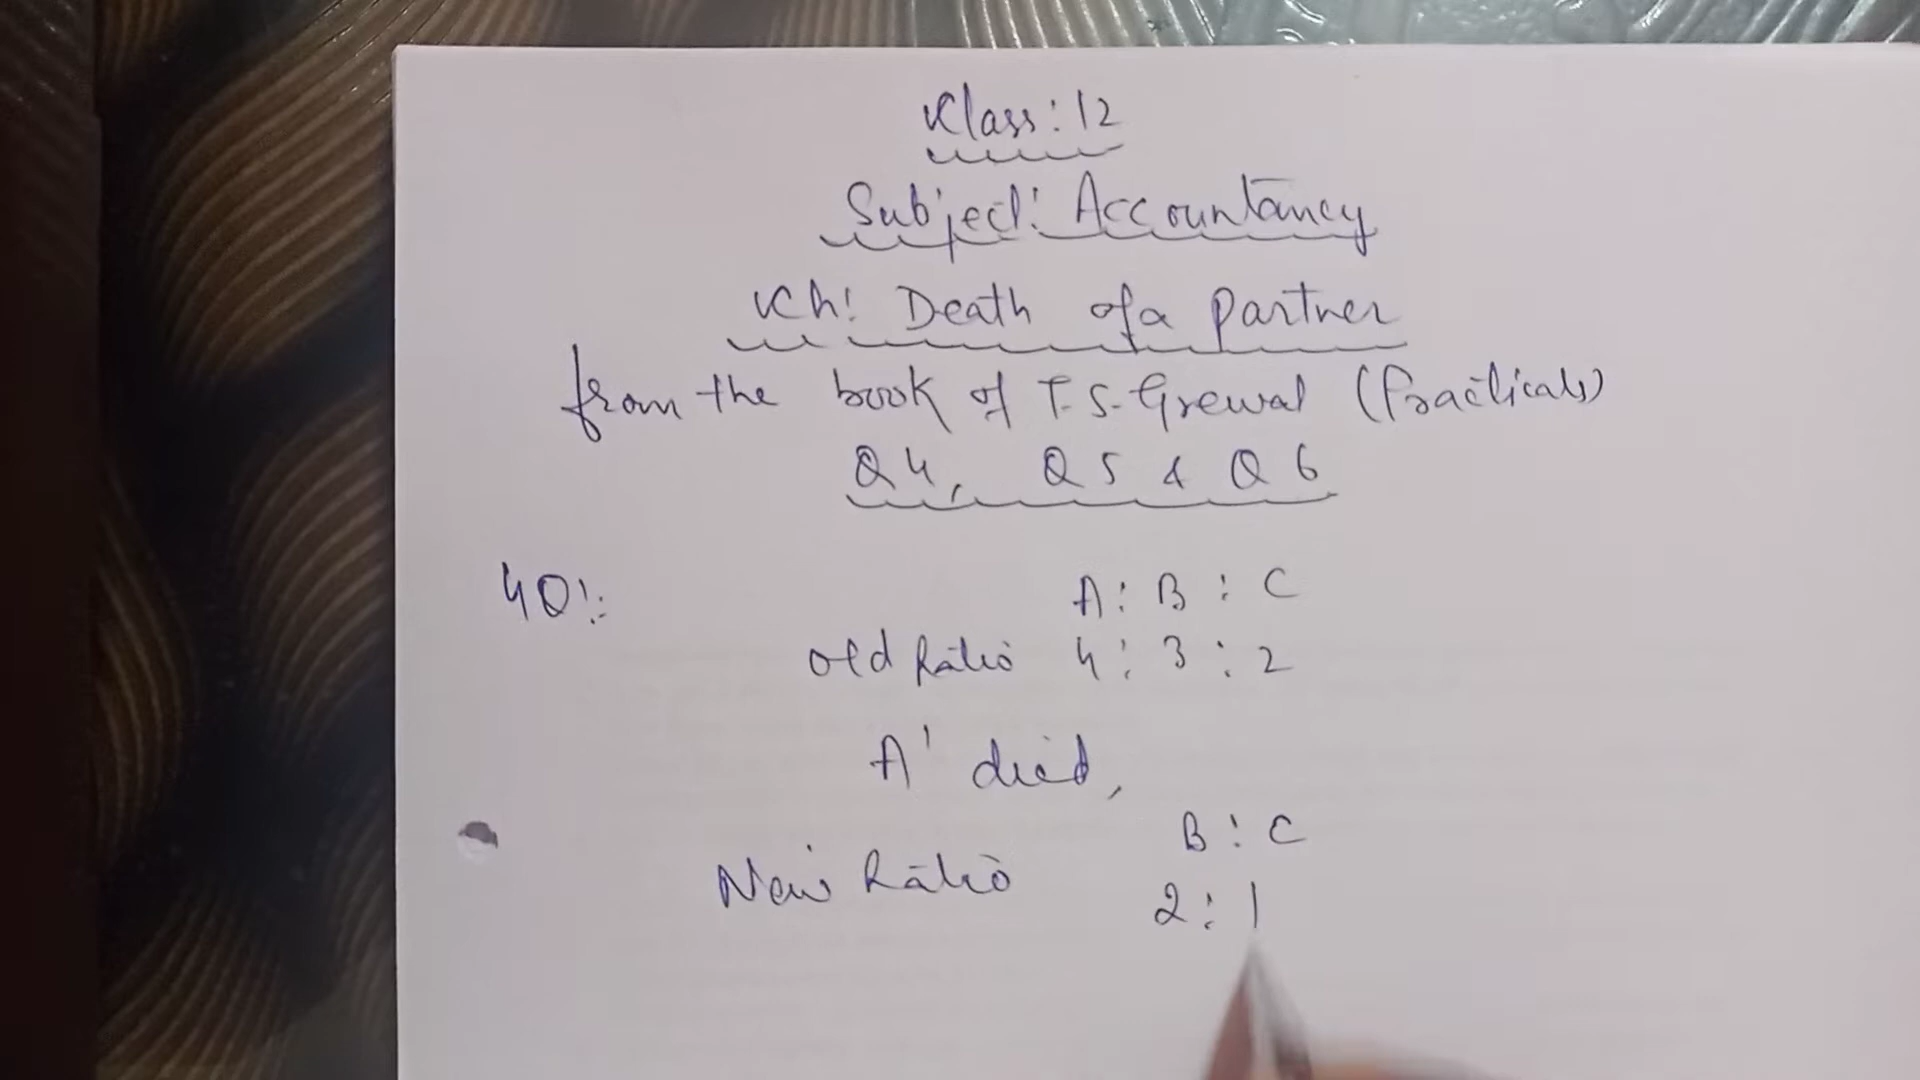 Class: 12
Subject: Accountancy
Ch: Death of a Partner
from the book of T.S. Grewal (Practicals)
Q4, Q5 & Q6
4Q:
A : B : C
Old Ratio 4 : 3 : 2
A' died,
B : C
New Ratio
2 : 1